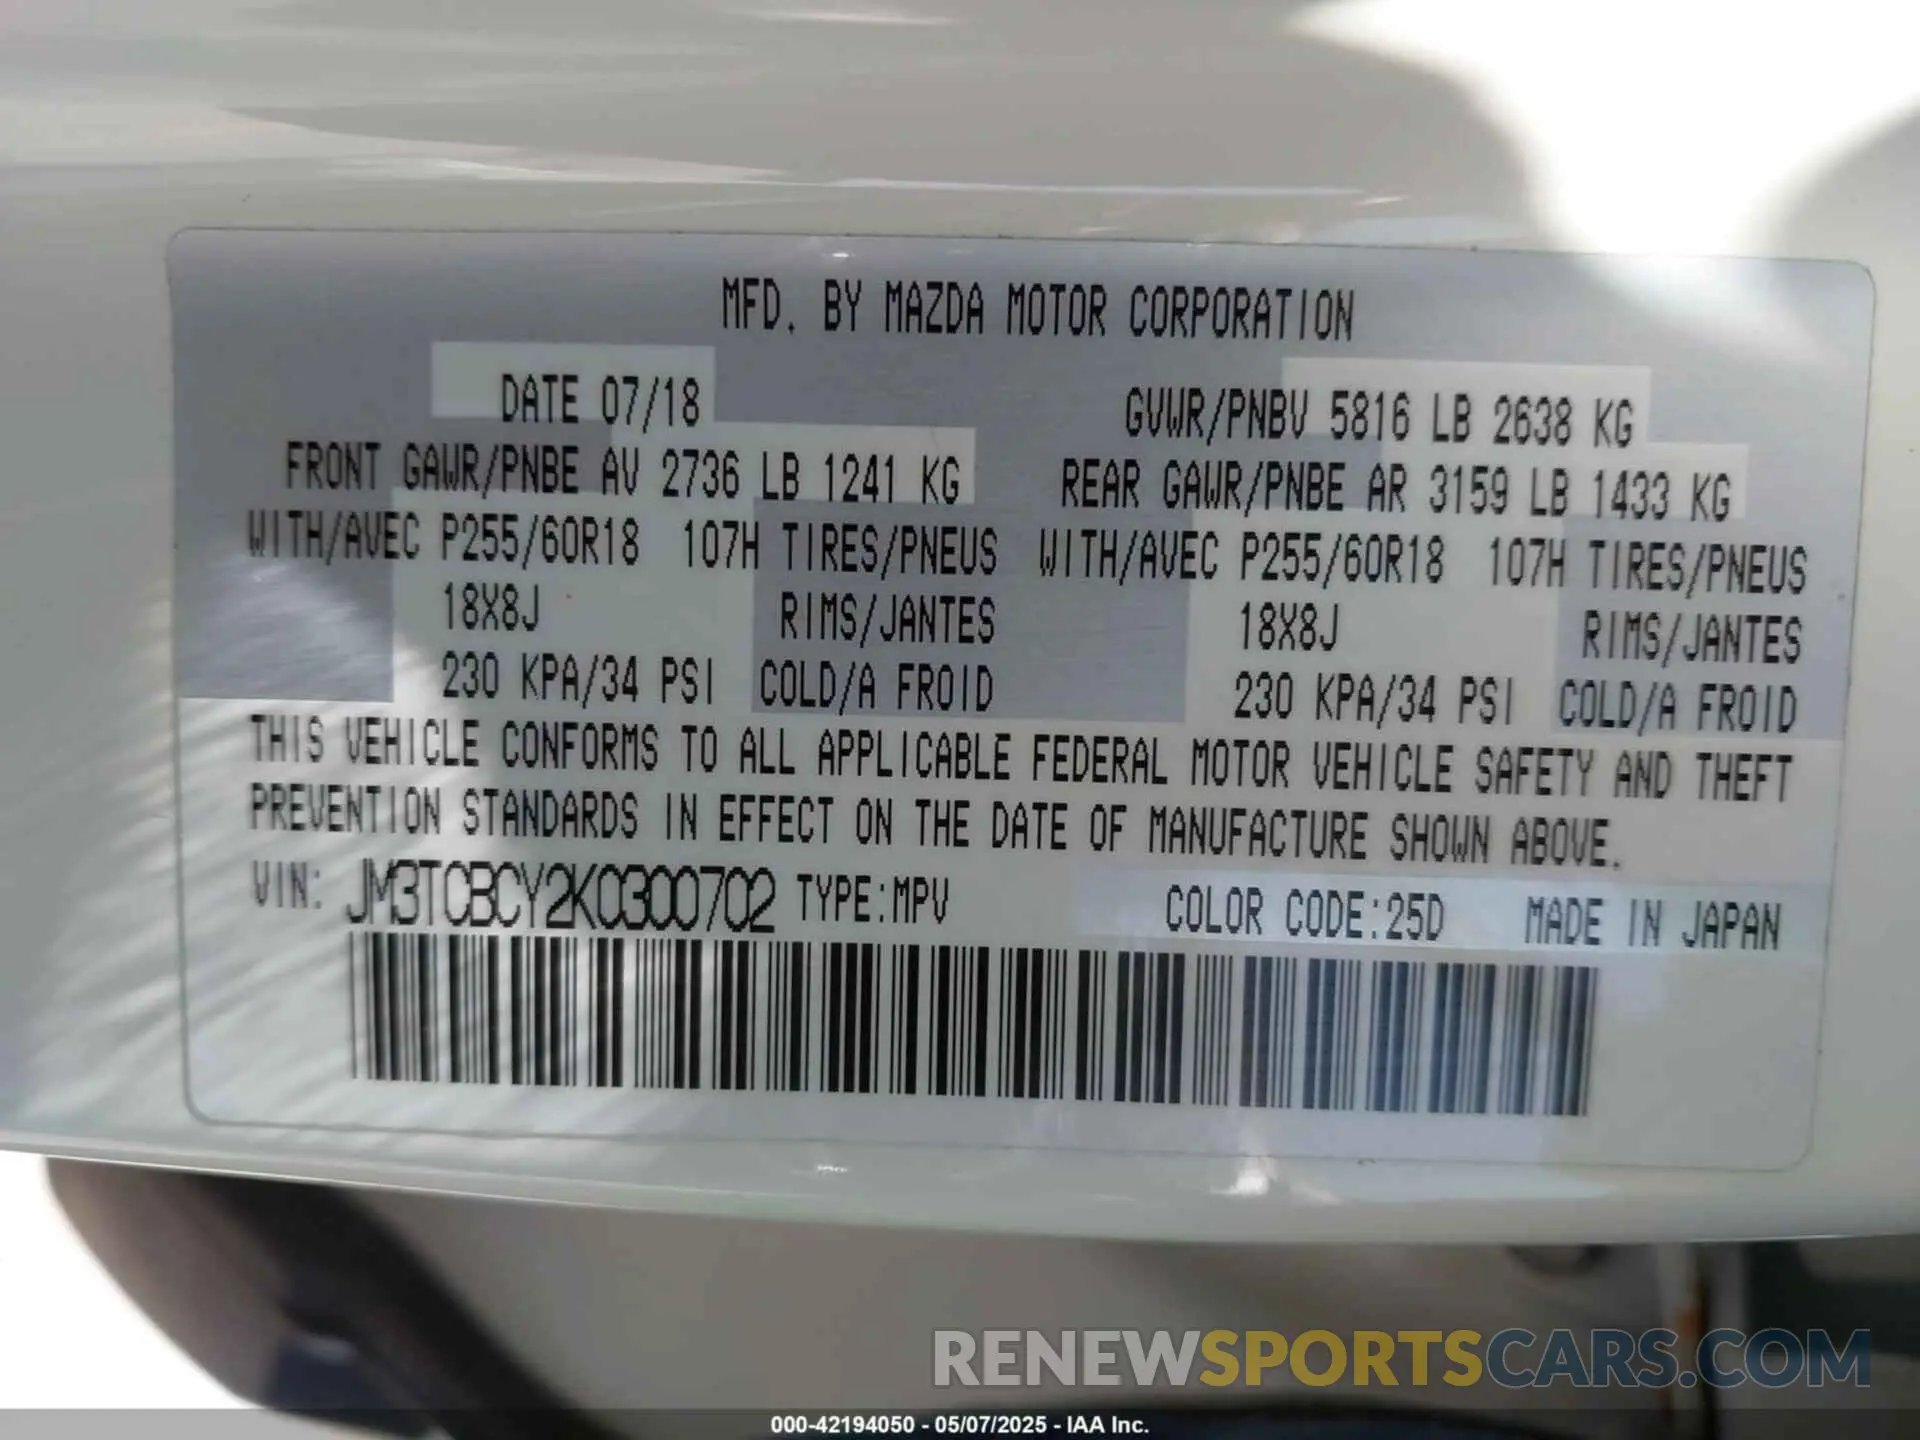 MFD. BY MAZDA MOTOR CORPORATION
DATE 07/18 GVWR/PNBV 5816 LB 2638 KG
FRONT GAWR/PNBE AV 2736 LB 1241 KG REAR GAWR/PNBE AR 3159 LB 1433 KG
WITH/AVEC P255/60R18 107H TIRES/PNEUS WITH/AVEC P255/60R18 107H TIRES/PNEUS
18X8J RIMS/JANTES 18X8J RIMS/JANTES
230 KPA/34 PSI COLD/A FROID 230 KPA/34 PSI COLD/A FROID
THIS VEHICLE CONFORMS TO ALL APPLICABLE FEDERAL MOTOR VEHICLE SAFETY AND THEFT
PREVENTION STANDARDS IN EFFECT ON THE DATE OF MANUFACTURE SHOWN ABOVE.
VIN: JM3TCBCY2K0300702 TYPE:MPV COLOR CODE:25D MADE IN JAPAN
RENEWSPORTSCARS.COM
000-42194050 - 05/07/2025 - IAA Inc.